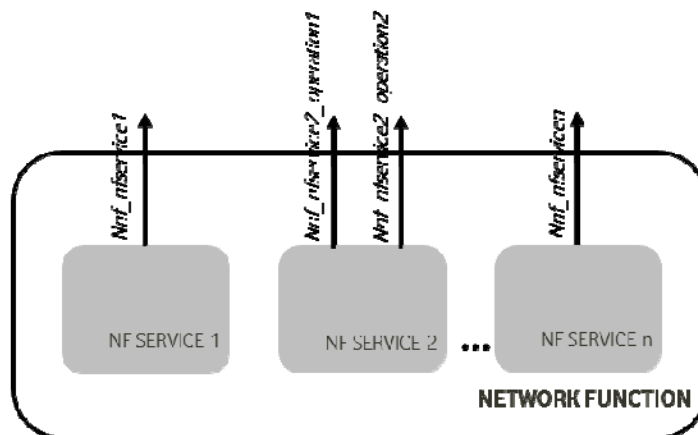 Nnf_nfservice1
Nnf_nfservice2_operation1
Nnf_nfservice2_operation2
Nnf_nfservicen
NF SERVICE 1
NF SERVICE 2
...
NF SERVICE n
NETWORK FUNCTION